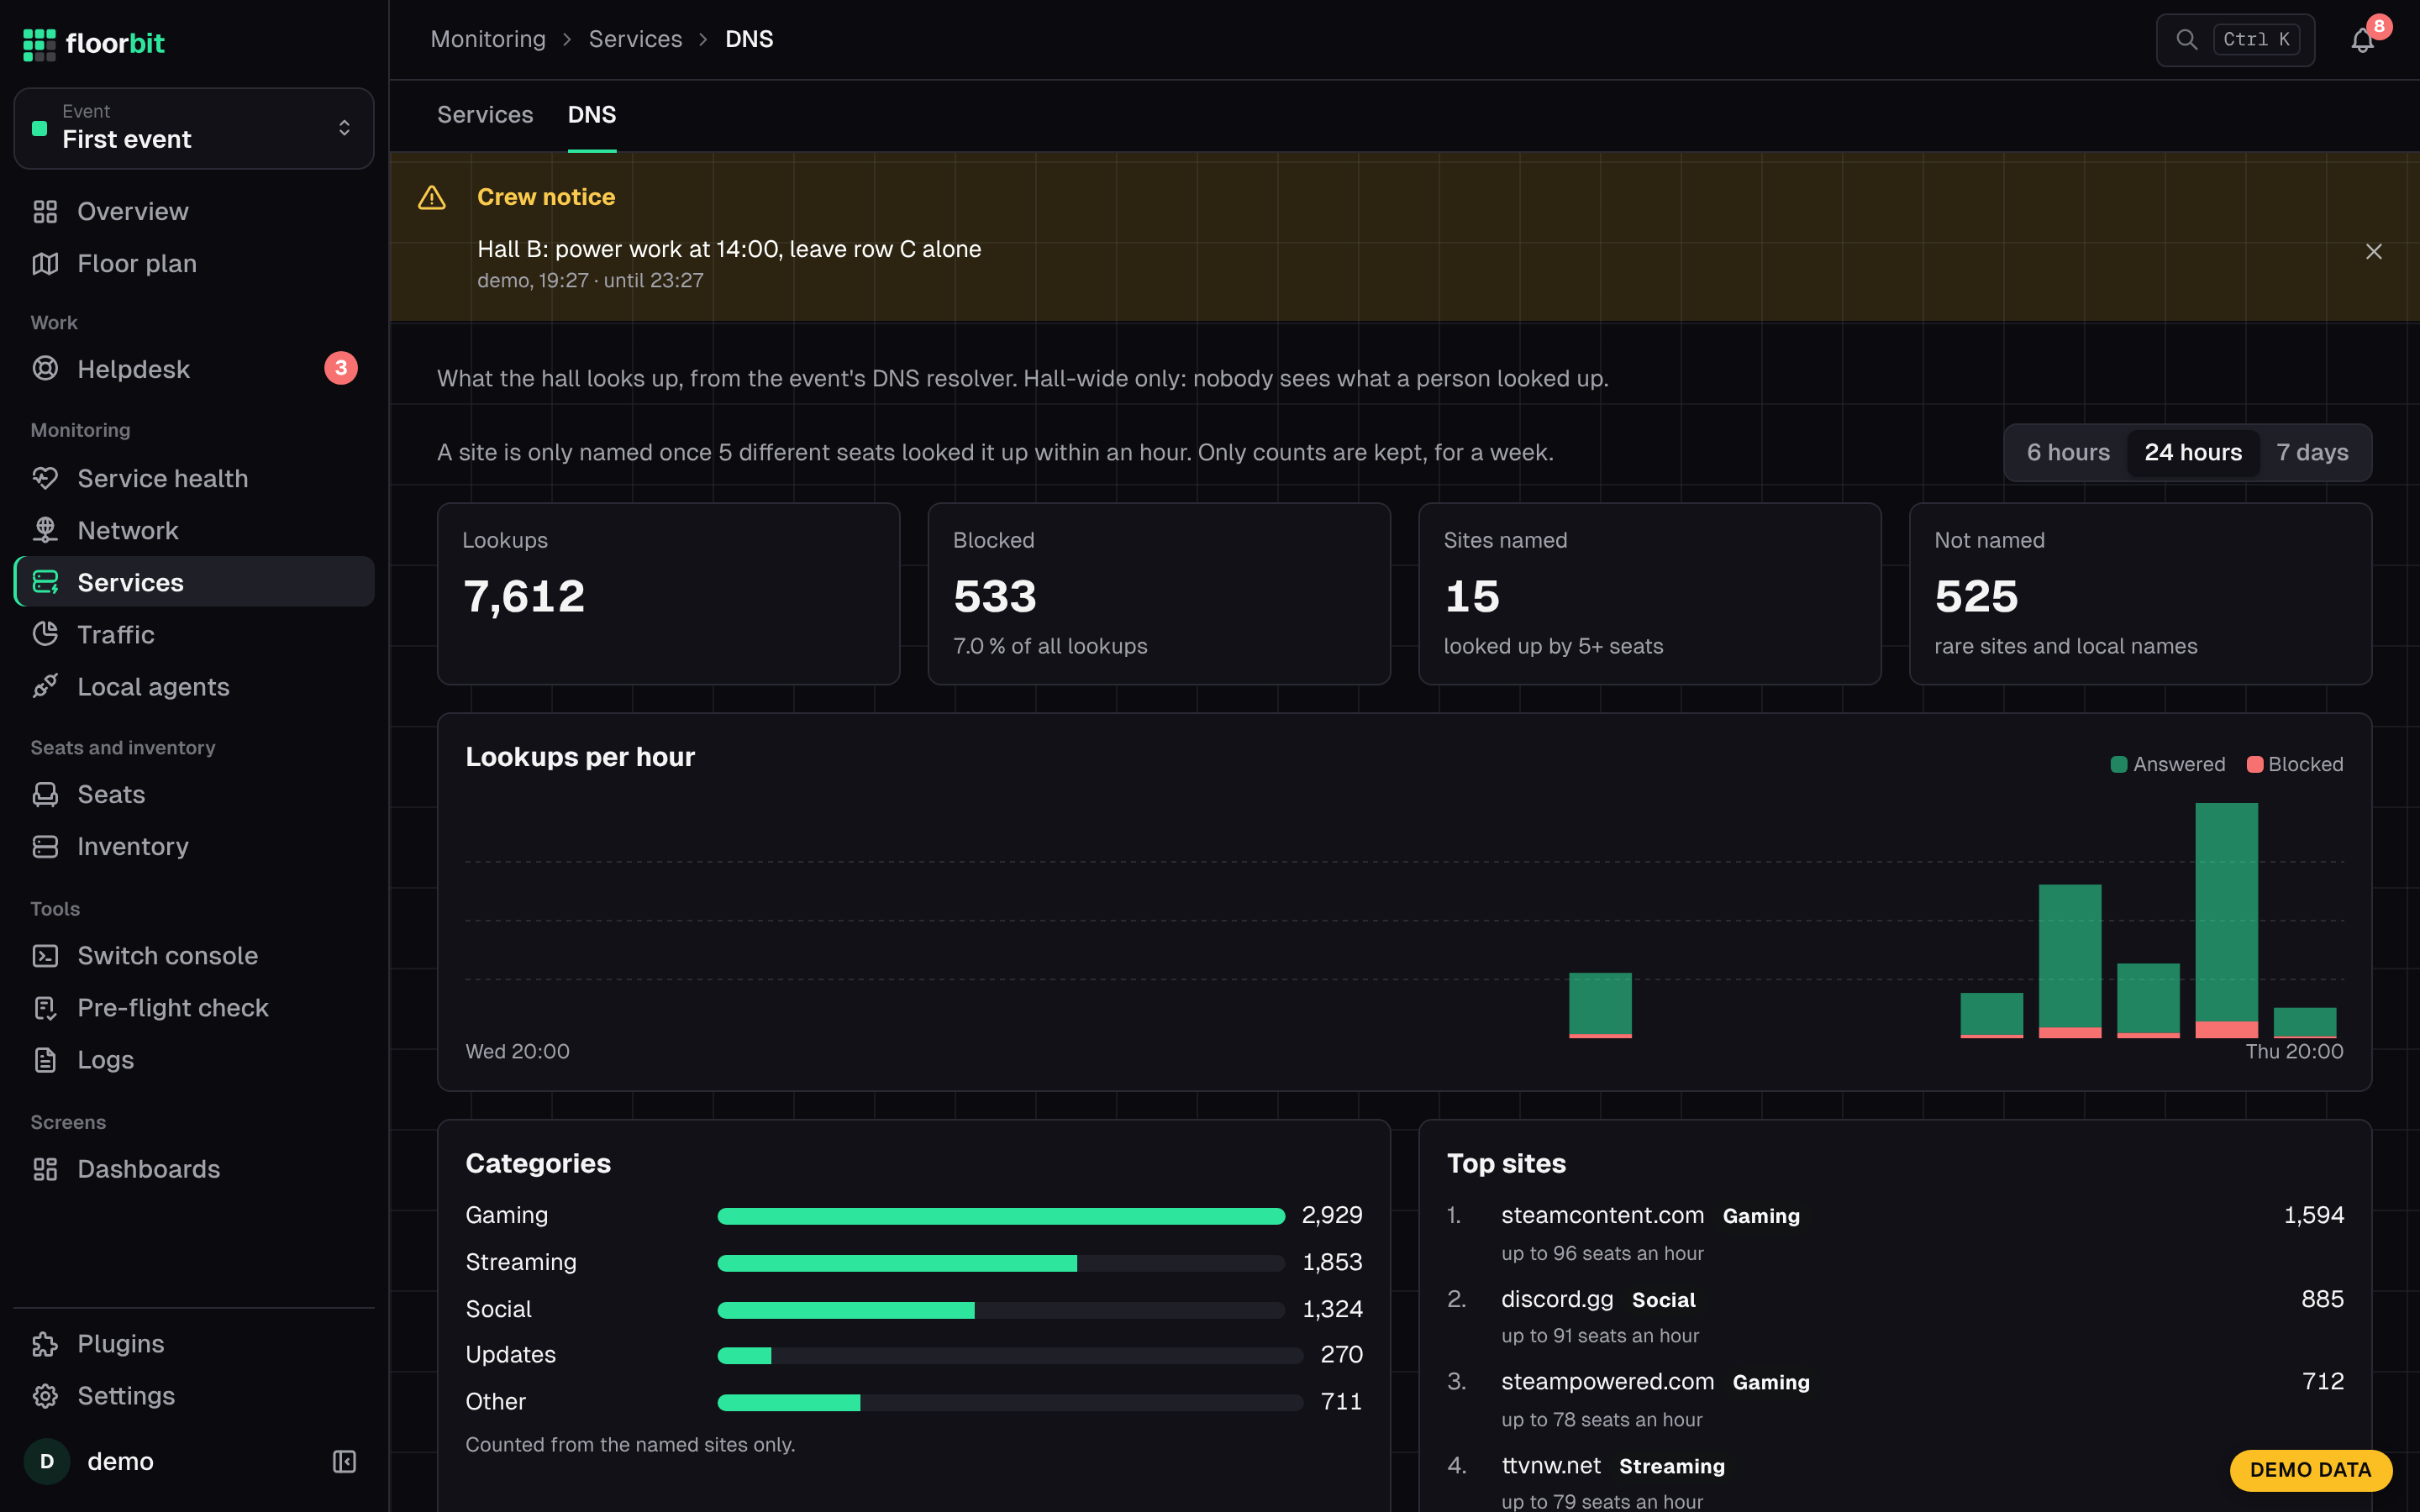 floorbit
Event
First event
Overview
Floor plan
Work
Helpdesk 3
Monitoring
Service health
Network
Services
Traffic
Local agents
Seats and inventory
Seats
Inventory
Tools
Switch console
Pre-flight check
Logs
Screens
Dashboards
Plugins
Settings
D demo
Monitoring > Services > DNS
Ctrl K
8
Services DNS
Crew notice
Hall B: power work at 14:00, leave row C alone
demo, 19:27 · until 23:27
What the hall looks up, from the event's DNS resolver. Hall-wide only: nobody sees what a person looked up.
A site is only named once 5 different seats looked it up within an hour. Only counts are kept, for a week.
6 hours 24 hours 7 days
Lookups
7,612
Blocked
533
7.0 % of all lookups
Sites named
15
looked up by 5+ seats
Not named
525
rare sites and local names
Lookups per hour
Answered Blocked
Wed 20:00 Thu 20:00
Categories
Gaming 2,929
Streaming 1,853
Social 1,324
Updates 270
Other 711
Counted from the named sites only.
Top sites
1. steamcontent.com Gaming 1,594
up to 96 seats an hour
2. discord.gg Social 885
up to 91 seats an hour
3. steampowered.com Gaming 712
up to 78 seats an hour
4. ttvnw.net Streaming
up to 79 seats an hour
DEMO DATA